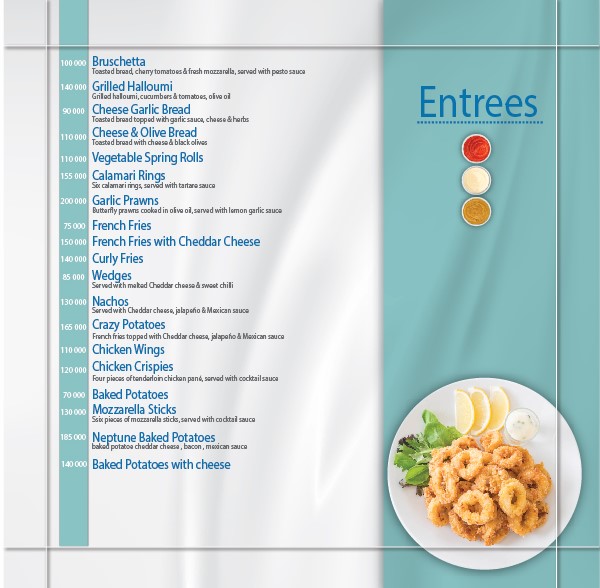 Entrees
100 000 Bruschetta
Toasted bread, cherry tomatoes & fresh mozzarella, served with pesto sauce
140 000 Grilled Halloumi
Grilled halloumi, cucumbers & tomatoes, olive oil
90 000 Cheese Garlic Bread
Toasted bread topped with garlic sauce, cheese & herbs
110 000 Cheese & Olive Bread
Toasted bread with cheese & black olives
110 000 Vegetable Spring Rolls
155 000 Calamari Rings
Six calamari rings, served with tartare sauce
200 000 Garlic Prawns
Butterfly prawns cooked in olive oil, served with lemon garlic sauce
75 000 French Fries
150 000 French Fries with Cheddar Cheese
140 000 Curly Fries
85 000 Wedges
Served with melted Cheddar cheese & sweet chilli
130 000 Nachos
Served with Cheddar cheese, jalapeño & Mexican sauce
165 000 Crazy Potatoes
French fries topped with Cheddar cheese, jalapeño & Mexican sauce
110 000 Chicken Wings
120 000 Chicken Crispies
Four pieces of tenderloin chicken pané, served with cocktail sauce
70 000 Baked Potatoes
130 000 Mozzarella Sticks
Ssix pieces of mozzarella sticks, served with cocktail sauce
185 000 Neptune Baked Potatoes
baked potatoe cheddar cheese , bacon , mexican sauce
140 000 Baked Potatoes with cheese